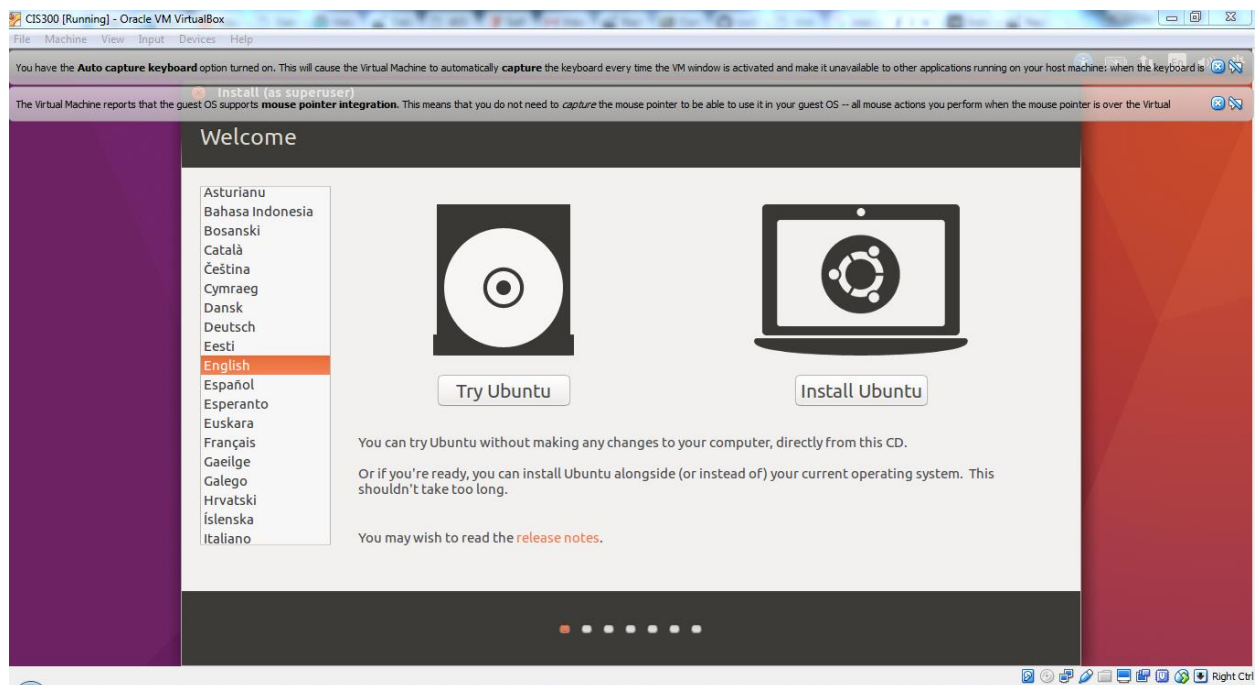 CIS300 [Running] - Oracle VM VirtualBox
File Machine View Input Devices Help
You have the Auto capture keyboard option turned on. This will cause the Virtual Machine to automatically capture the keyboard every time the VM window is activated and make it unavailable to other applications running on your host machine: when the keyboard is
Install (as superuser)
The Virtual Machine reports that the guest OS supports mouse pointer integration. This means that you do not need to capture the mouse pointer to be able to use it in your guest OS -- all mouse actions you perform when the mouse pointer is over the Virtual
Welcome
Asturianu
Bahasa Indonesia
Bosanski
Català
Čeština
Cymraeg
Dansk
Deutsch
Eesti
English
Español
Esperanto
Euskara
Français
Gaeilge
Galego
Hrvatski
Íslenska
Italiano
Try Ubuntu
Install Ubuntu
You can try Ubuntu without making any changes to your computer, directly from this CD.
Or if you're ready, you can install Ubuntu alongside (or instead of) your current operating system. This
shouldn't take too long.
You may wish to read the release notes.
Right Ctrl